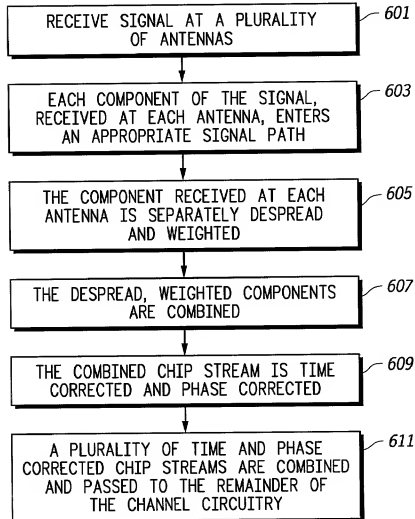 RECEIVE SIGNAL AT A PLURALITY
OF ANTENNAS
601
EACH COMPONENT OF THE SIGNAL,
RECEIVED AT EACH ANTENNA, ENTERS
AN APPROPRIATE SIGNAL PATH
603
THE COMPONENT RECEIVED AT EACH
ANTENNA IS SEPARATELY DESPREAD
AND WEIGHTED
605
THE DESPREAD, WEIGHTED COMPONENTS
ARE COMBINED
607
THE COMBINED CHIP STREAM IS TIME
CORRECTED AND PHASE CORRECTED
609
A PLURALITY OF TIME AND PHASE
CORRECTED CHIP STREAMS ARE COMBINED
AND PASSED TO THE REMAINDER OF
THE CHANNEL CIRCUITRY
611